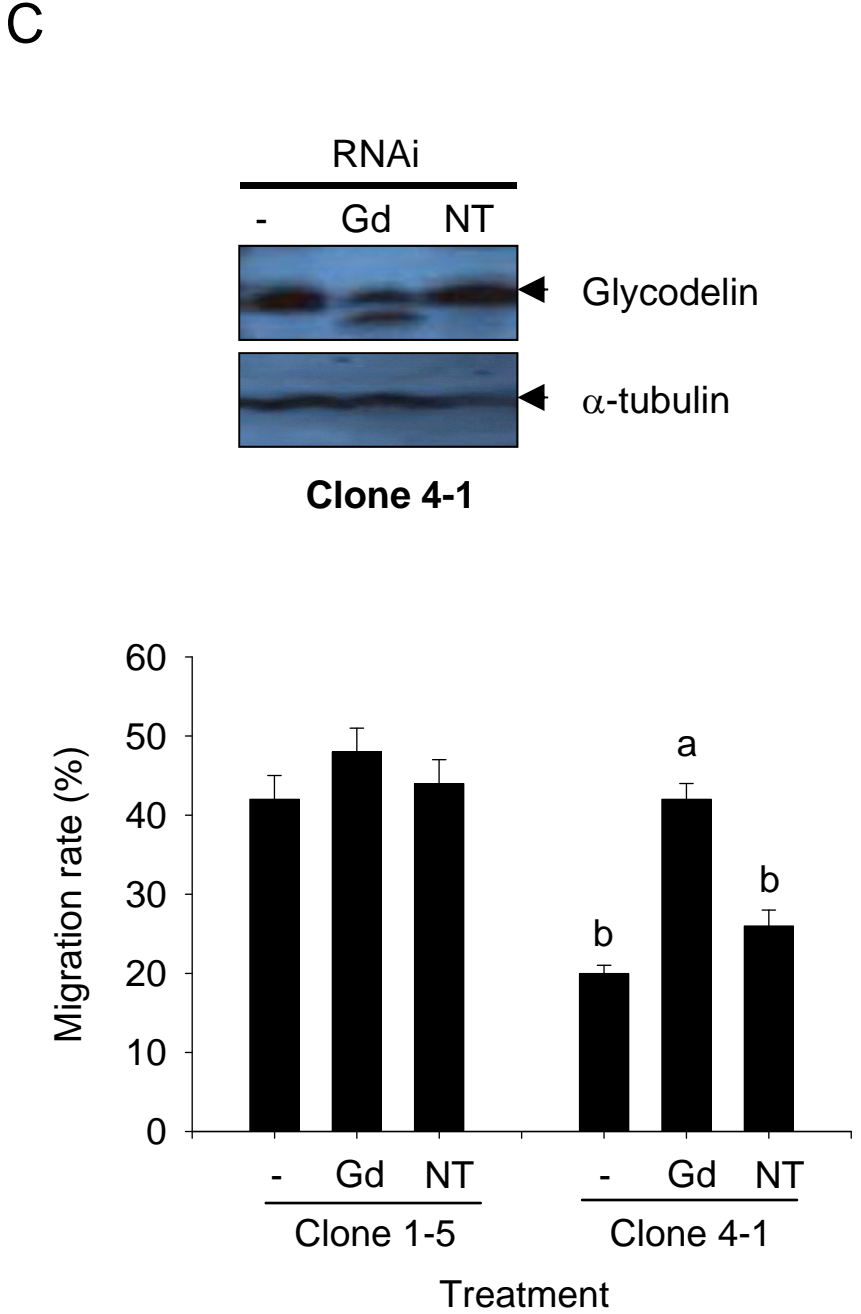 C
RNAi
- Gd NT
Glycodelin
α-tubulin
Clone 4-1
60
50
40
30
20
10
0
Migration rate (%)
a
b
b
- Gd NT - Gd NT
Clone 1-5 Clone 4-1
Treatment